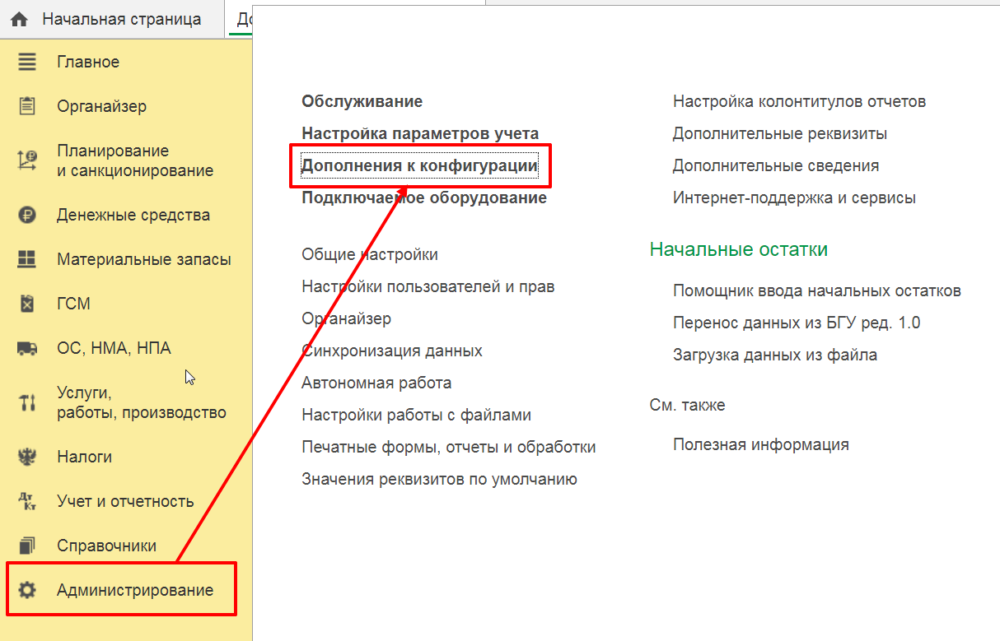 Начальная страница
До
Главное
Органайзер
Планирование
и санкционирование
Денежные средства
Материальные запасы
ГСМ
ОС, НМА, НПА
Услуги,
работы, производство
Налоги
Дт
Кт
Учет и отчетность
Справочники
Администрирование
Обслуживание
Настройка параметров учета
Дополнения к конфигурации
Подключаемое оборудование
Общие настройки
Настройки пользователей и прав
Органайзер
Синхронизация данных
Автономная работа
Настройки работы с файлами
Печатные формы, отчеты и обработки
Значения реквизитов по умолчанию
Настройка колонтитулов отчетов
Дополнительные реквизиты
Дополнительные сведения
Интернет-поддержка и сервисы
Начальные остатки
Помощник ввода начальных остатков
Перенос данных из БГУ ред. 1.0
Загрузка данных из файла
См. также
Полезная информация